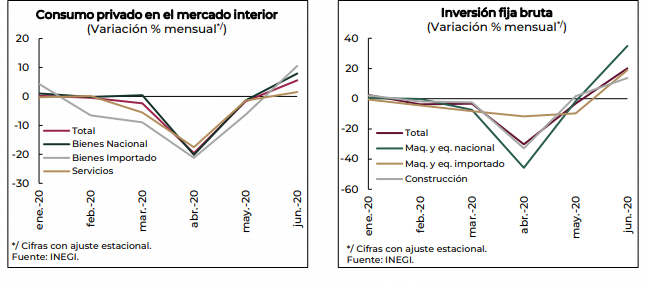 Consumo privado en el mercado interior
(Variación % mensual*/)
20
10
0
-10
-20
-30
Total
Bienes Nacional
Bienes Importado
Servicios
ene.-20
feb.-20
mar.-20
abr.-20
may.-20
jun.-20
*/ Cifras con ajuste estacional.
Fuente: INEGI.
Inversión fija bruta
(Variación % mensual*/)
40
20
0
-20
-40
-60
Total
Maq. y eq. nacional
Maq. y eq. importado
Construcción
ene.-20
feb.-20
mar.-20
abr.-20
may.-20
jun.-20
*/ Cifras con ajuste estacional.
Fuente: INEGI.